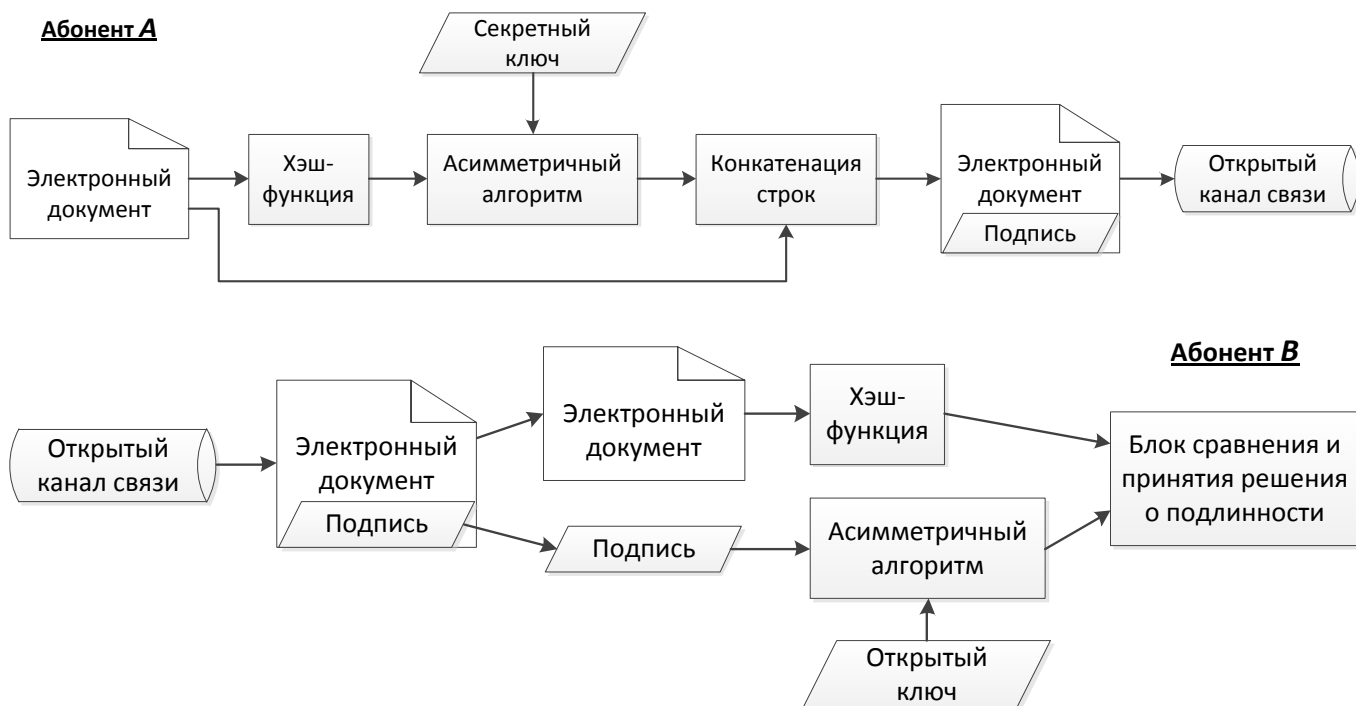 Абонент A
Секретный
ключ
Электронный
документ
Хэш-
функция
Асимметричный
алгоритм
Конкатенация
строк
Электронный
документ
Подпись
Открытый
канал связи
Абонент B
Открытый
канал связи
Электронный
документ
Подпись
Электронный
документ
Хэш-
функция
Подпись
Асимметричный
алгоритм
Блок сравнения и
принятия решения
о подлинности
Открытый
ключ